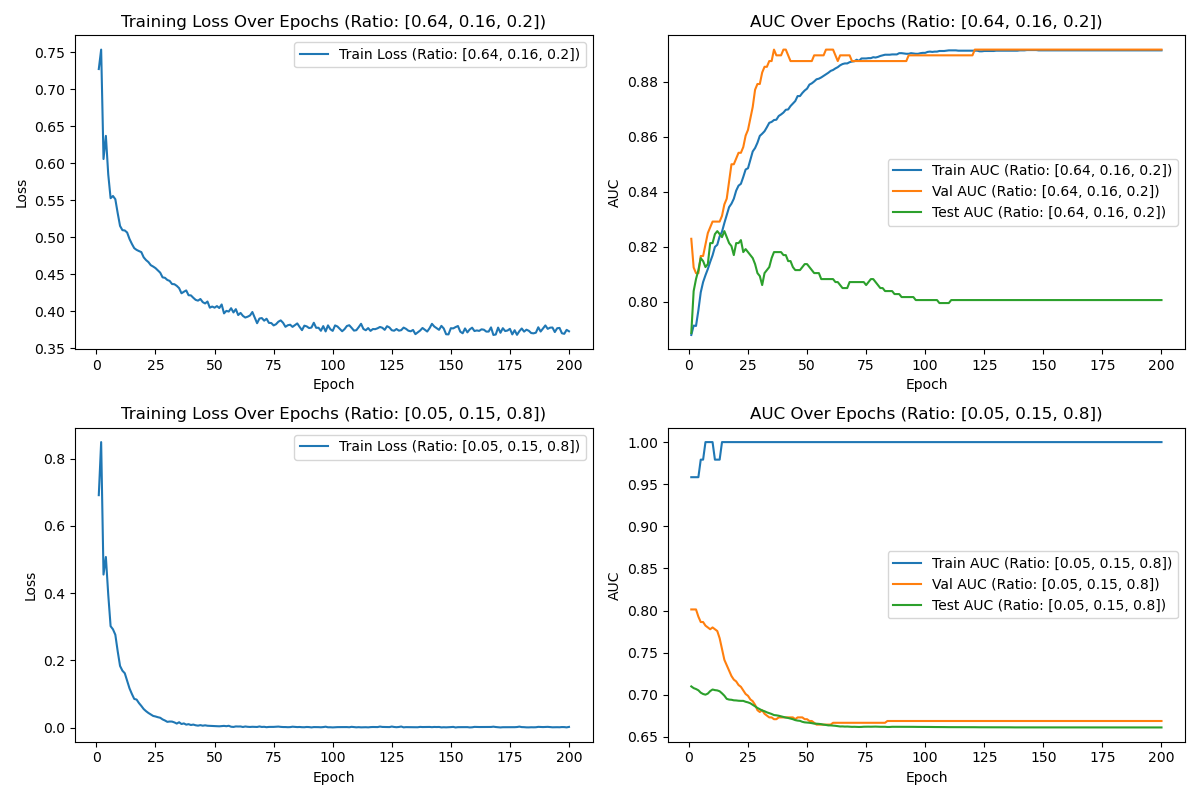 Training Loss Over Epochs (Ratio: [0.64, 0.16, 0.2])
Train Loss (Ratio: [0.64, 0.16, 0.2])
0.75
0.70
0.65
0.60
0.55
0.50
0.45
0.40
0.35
Loss
0 25 50 75 100 125 150 175 200
Epoch
AUC Over Epochs (Ratio: [0.64, 0.16, 0.2])
0.88
0.86
0.84
0.82
0.80
AUC
Train AUC (Ratio: [0.64, 0.16, 0.2])
Val AUC (Ratio: [0.64, 0.16, 0.2])
Test AUC (Ratio: [0.64, 0.16, 0.2])
0 25 50 75 100 125 150 175 200
Epoch
Training Loss Over Epochs (Ratio: [0.05, 0.15, 0.8])
Train Loss (Ratio: [0.05, 0.15, 0.8])
0.8
0.6
0.4
0.2
0.0
Loss
0 25 50 75 100 125 150 175 200
Epoch
AUC Over Epochs (Ratio: [0.05, 0.15, 0.8])
1.00
0.95
0.90
0.85
0.80
0.75
0.70
0.65
AUC
Train AUC (Ratio: [0.05, 0.15, 0.8])
Val AUC (Ratio: [0.05, 0.15, 0.8])
Test AUC (Ratio: [0.05, 0.15, 0.8])
0 25 50 75 100 125 150 175 200
Epoch